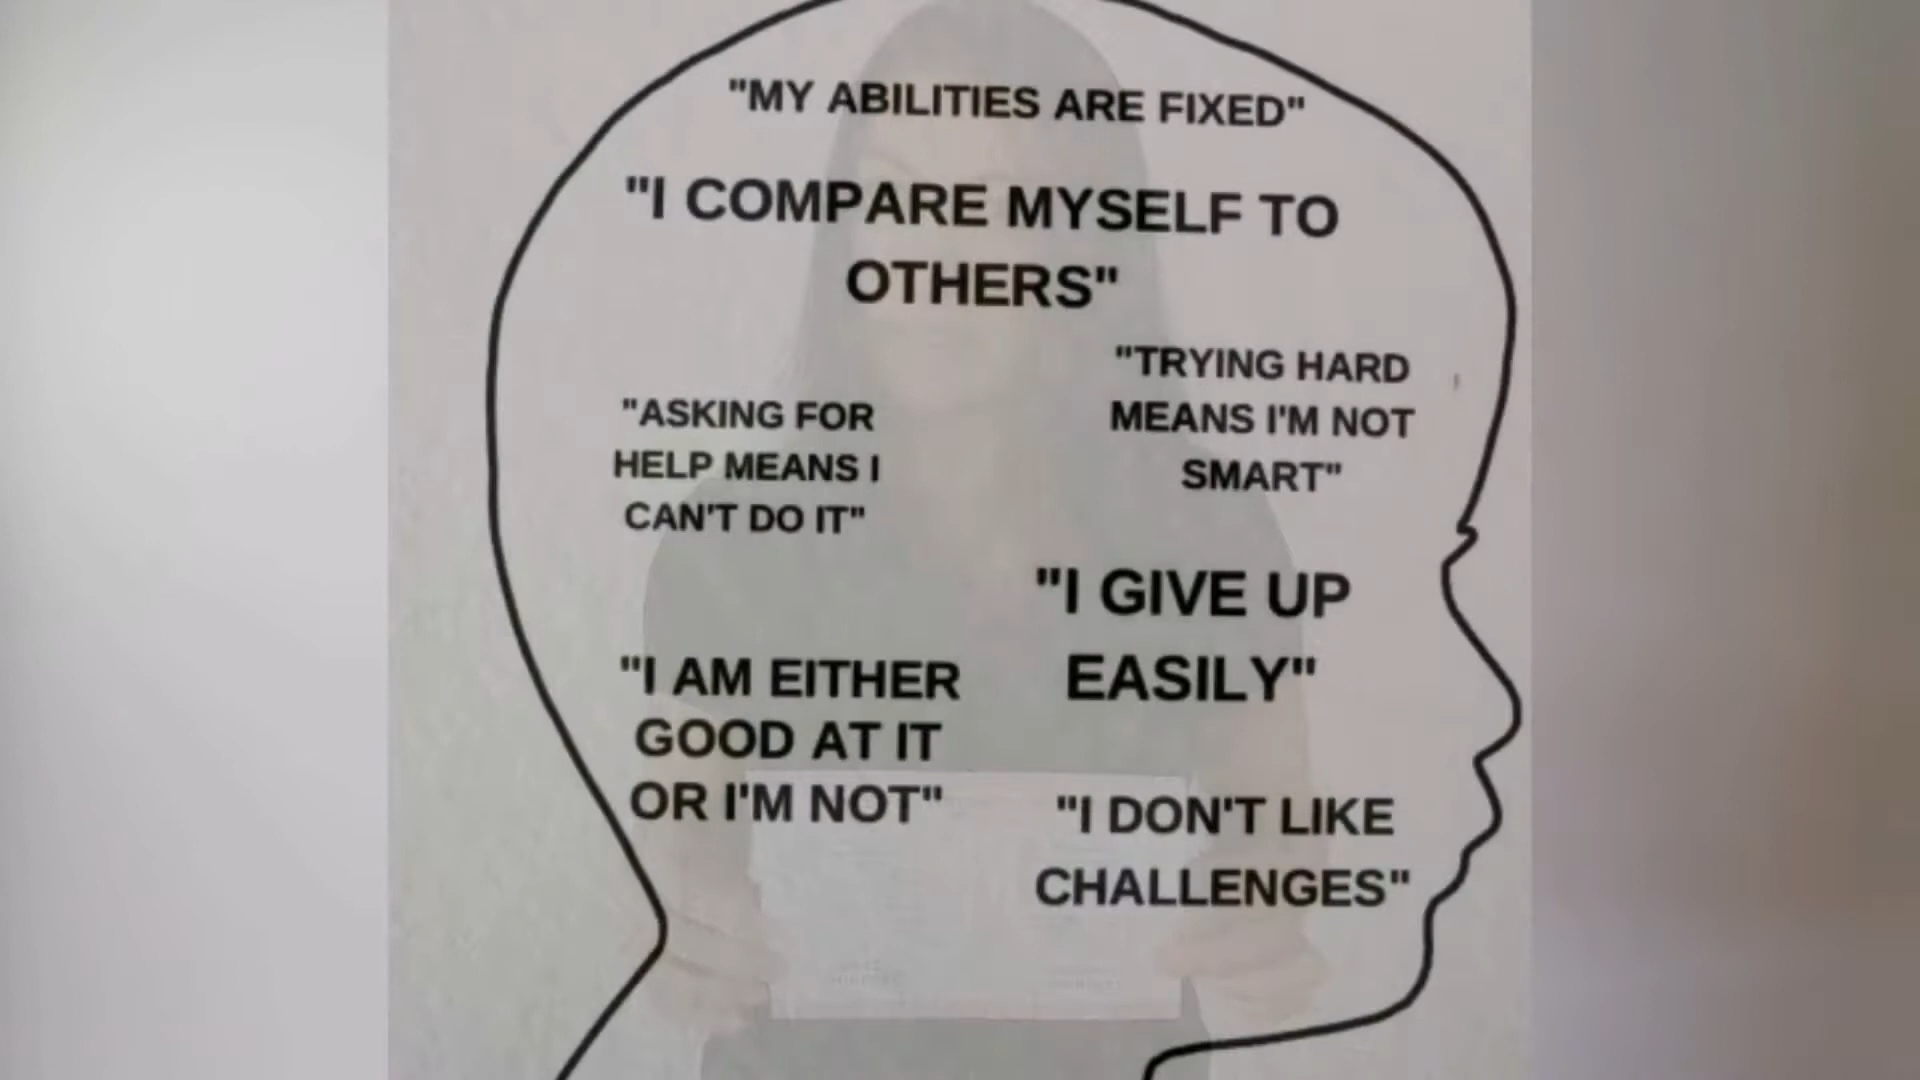 "MY ABILITIES ARE FIXED"
"I COMPARE MYSELF TO
OTHERS"
"TRYING HARD
MEANS I'M NOT
SMART"
"ASKING FOR
HELP MEANS I
CAN'T DO IT"
"I GIVE UP
EASILY"
"I AM EITHER
GOOD AT IT
OR I'M NOT"
"I DON'T LIKE
CHALLENGES"